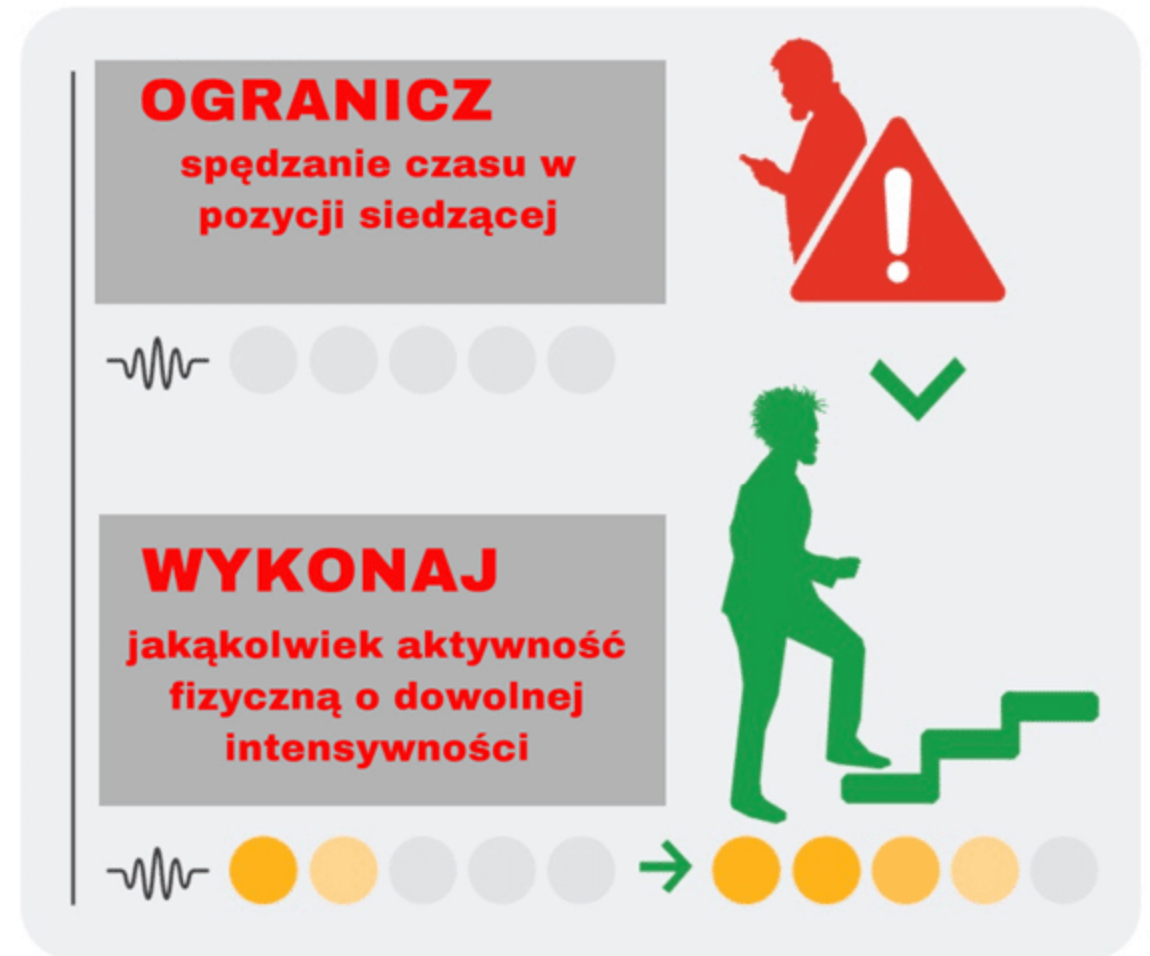 OGRANICZ
spędzanie czasu w
pozycji siedzącej
WYKONAJ
jakąkolwiek aktywność
fizyczną o dowolnej
intensywności